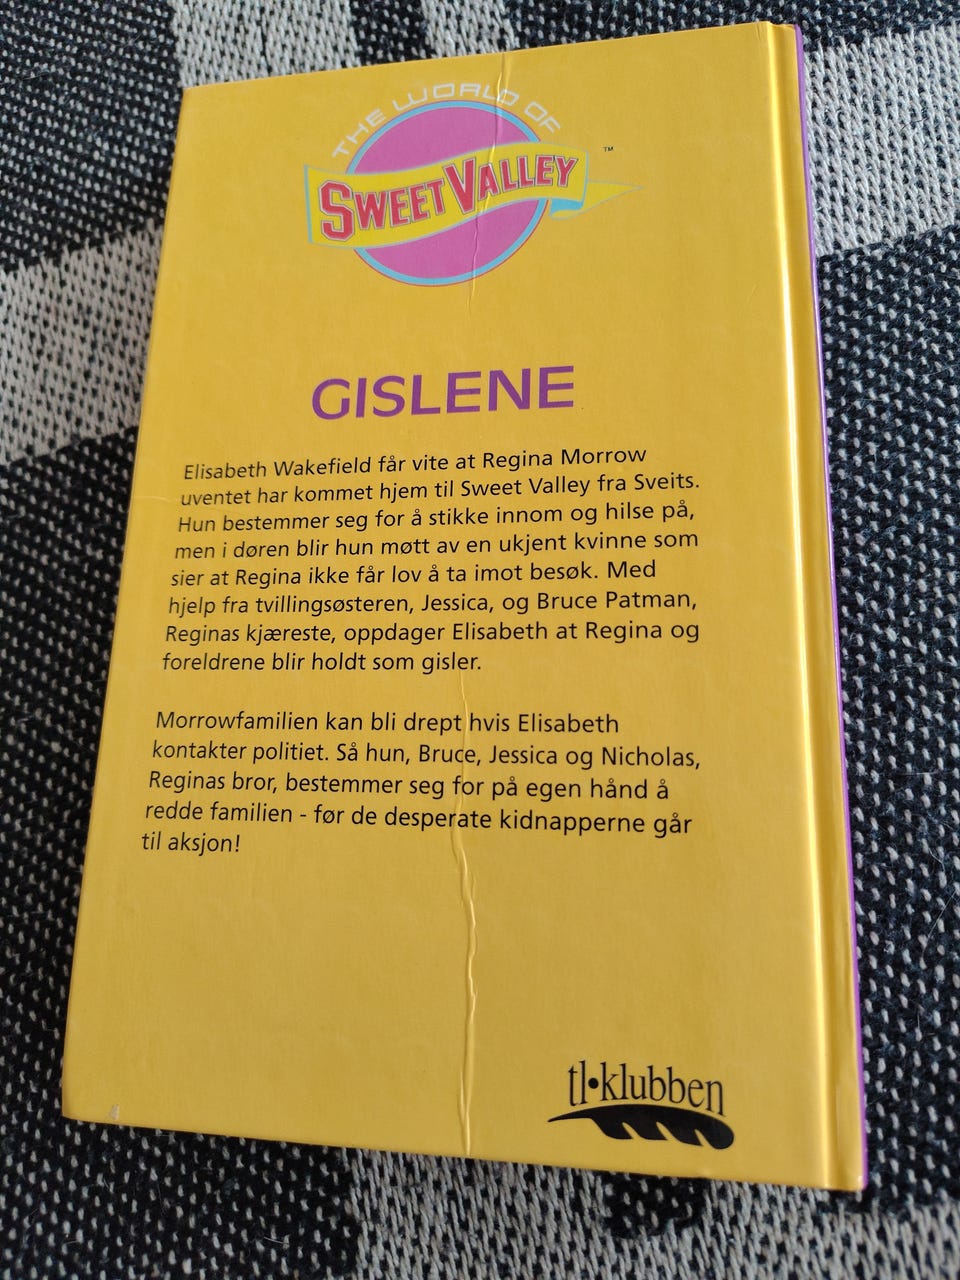 THE WORLD OF
SWEET VALLEY ™
GISLENE
Elisabeth Wakefield får vite at Regina Morrow
uventet har kommet hjem til Sweet Valley fra Sveits.
Hun bestemmer seg for å stikke innom og hilse på,
men i døren blir hun møtt av en ukjent kvinne som
sier at Regina ikke får lov å ta imot besøk. Med
hjelp fra tvillingsøsteren, Jessica, og Bruce Patman,
Reginas kjæreste, oppdager Elisabeth at Regina og
foreldrene blir holdt som gisler.
Morrowfamilien kan bli drept hvis Elisabeth
kontakter politiet. Så hun, Bruce, Jessica og Nicholas,
Reginas bror, bestemmer seg for på egen hånd å
redde familien - før de desperate kidnapperne går
til aksjon!
tl•klubben